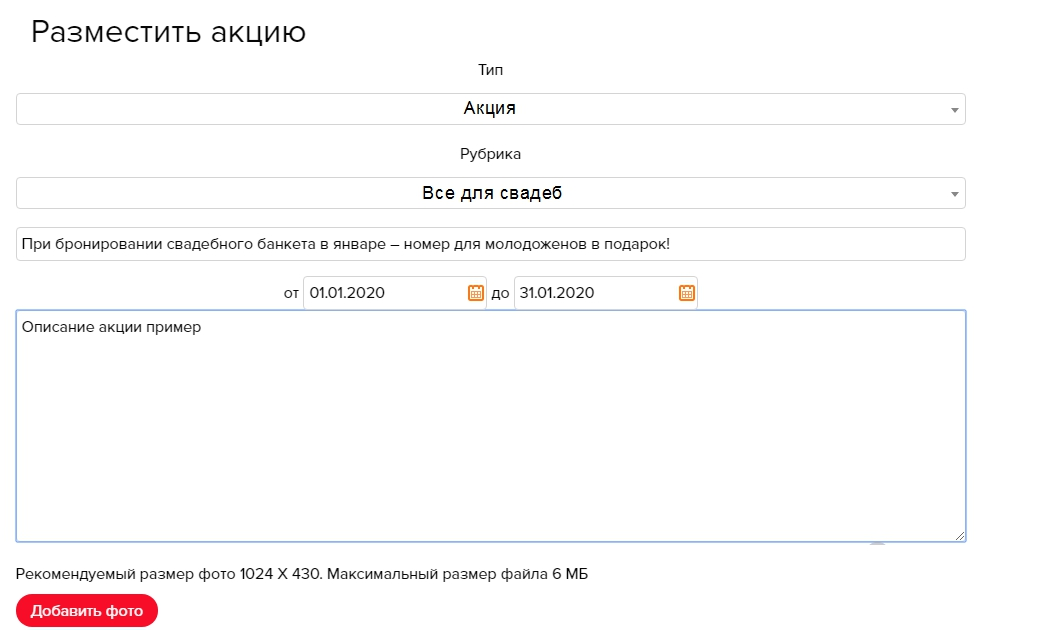 Разместить акцию
Тип
Акция
Рубрика
Все для свадеб
При бронировании свадебного банкета в январе – номер для молодоженов в подарок!
от 01.01.2020 до 31.01.2020
Описание акции пример
Рекомендуемый размер фото 1024 X 430. Максимальный размер файла 6 МБ
Добавить фото